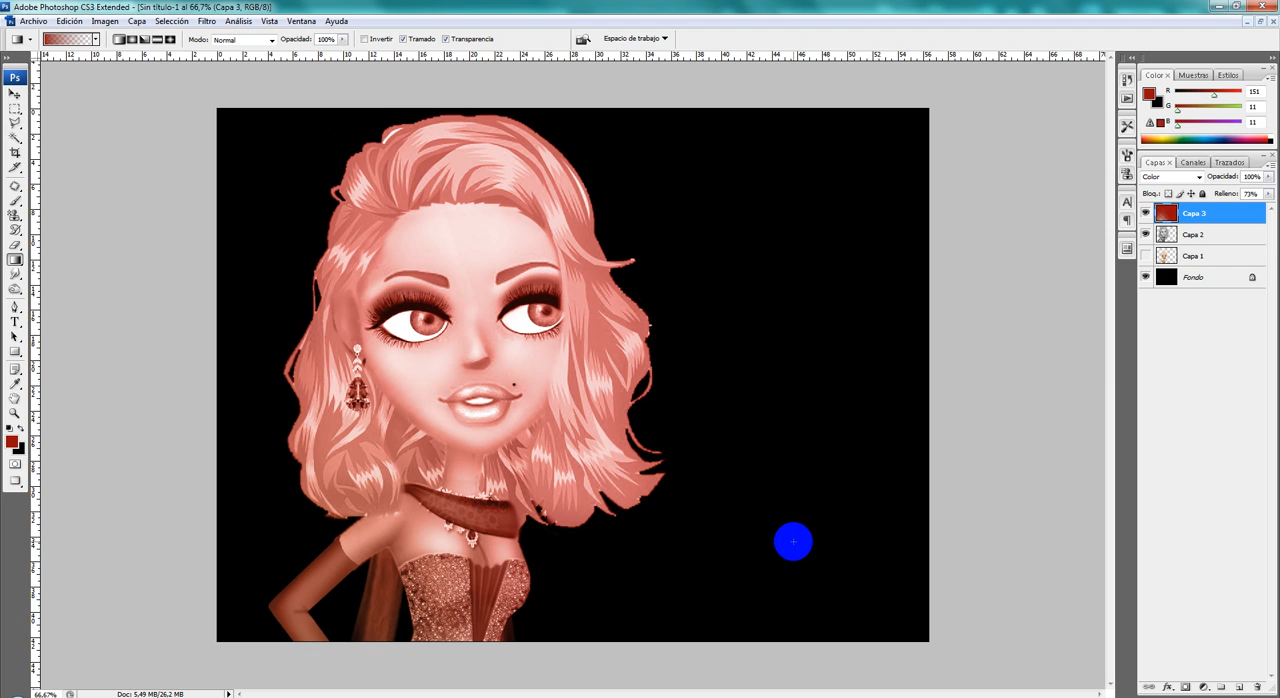 Adobe Photoshop CS3 Extended - [Sin título-1 al 66,7% (Capa 3, RGB/8)]
Archivo Edición Imagen Capa Selección Filtro Análisis Vista Ventana Ayuda
Modo: Normal Opacidad: 100% Invertir Tramado Transparencia Espacio de trabajo
Ps
Color × Muestras Estilos
R 151
G 11
B 11
Capas × Canales Trazados
Color Opacidad: 100%
Bloq.: Relleno: 73%
Capa 3
Capa 2
Capa 1
Fondo
T
A
66,67% Doc: 5,49 MB/26,2 MB
fx